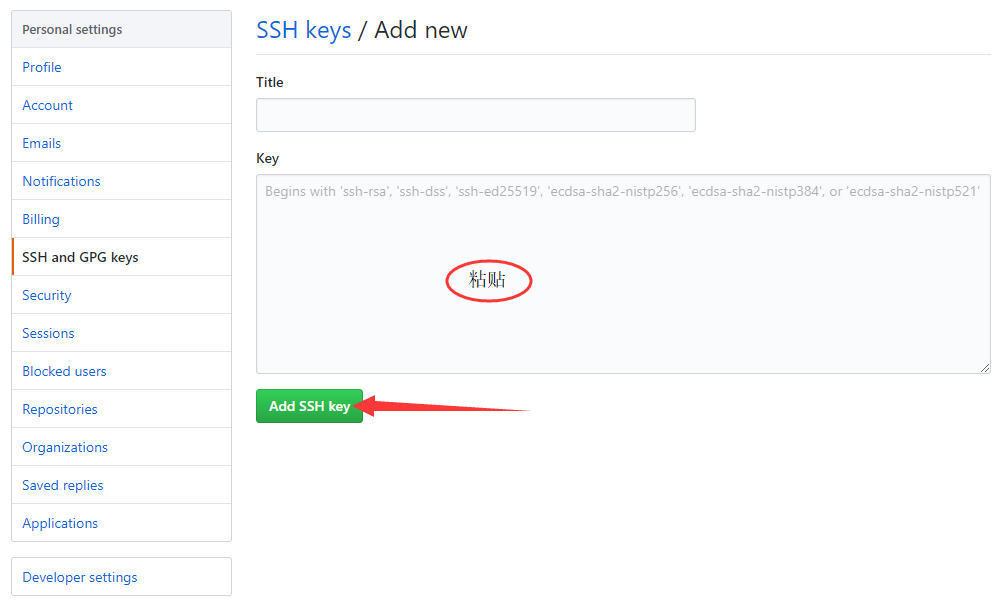 Personal settings
Profile
Account
Emails
Notifications
Billing
SSH and GPG keys
Security
Sessions
Blocked users
Repositories
Organizations
Saved replies
Applications
Developer settings
SSH keys / Add new
Title
Key
Begins with 'ssh-rsa', 'ssh-dss', 'ssh-ed25519', 'ecdsa-sha2-nistp256', 'ecdsa-sha2-nistp384', or 'ecdsa-sha2-nistp521'
粘贴
Add SSH key